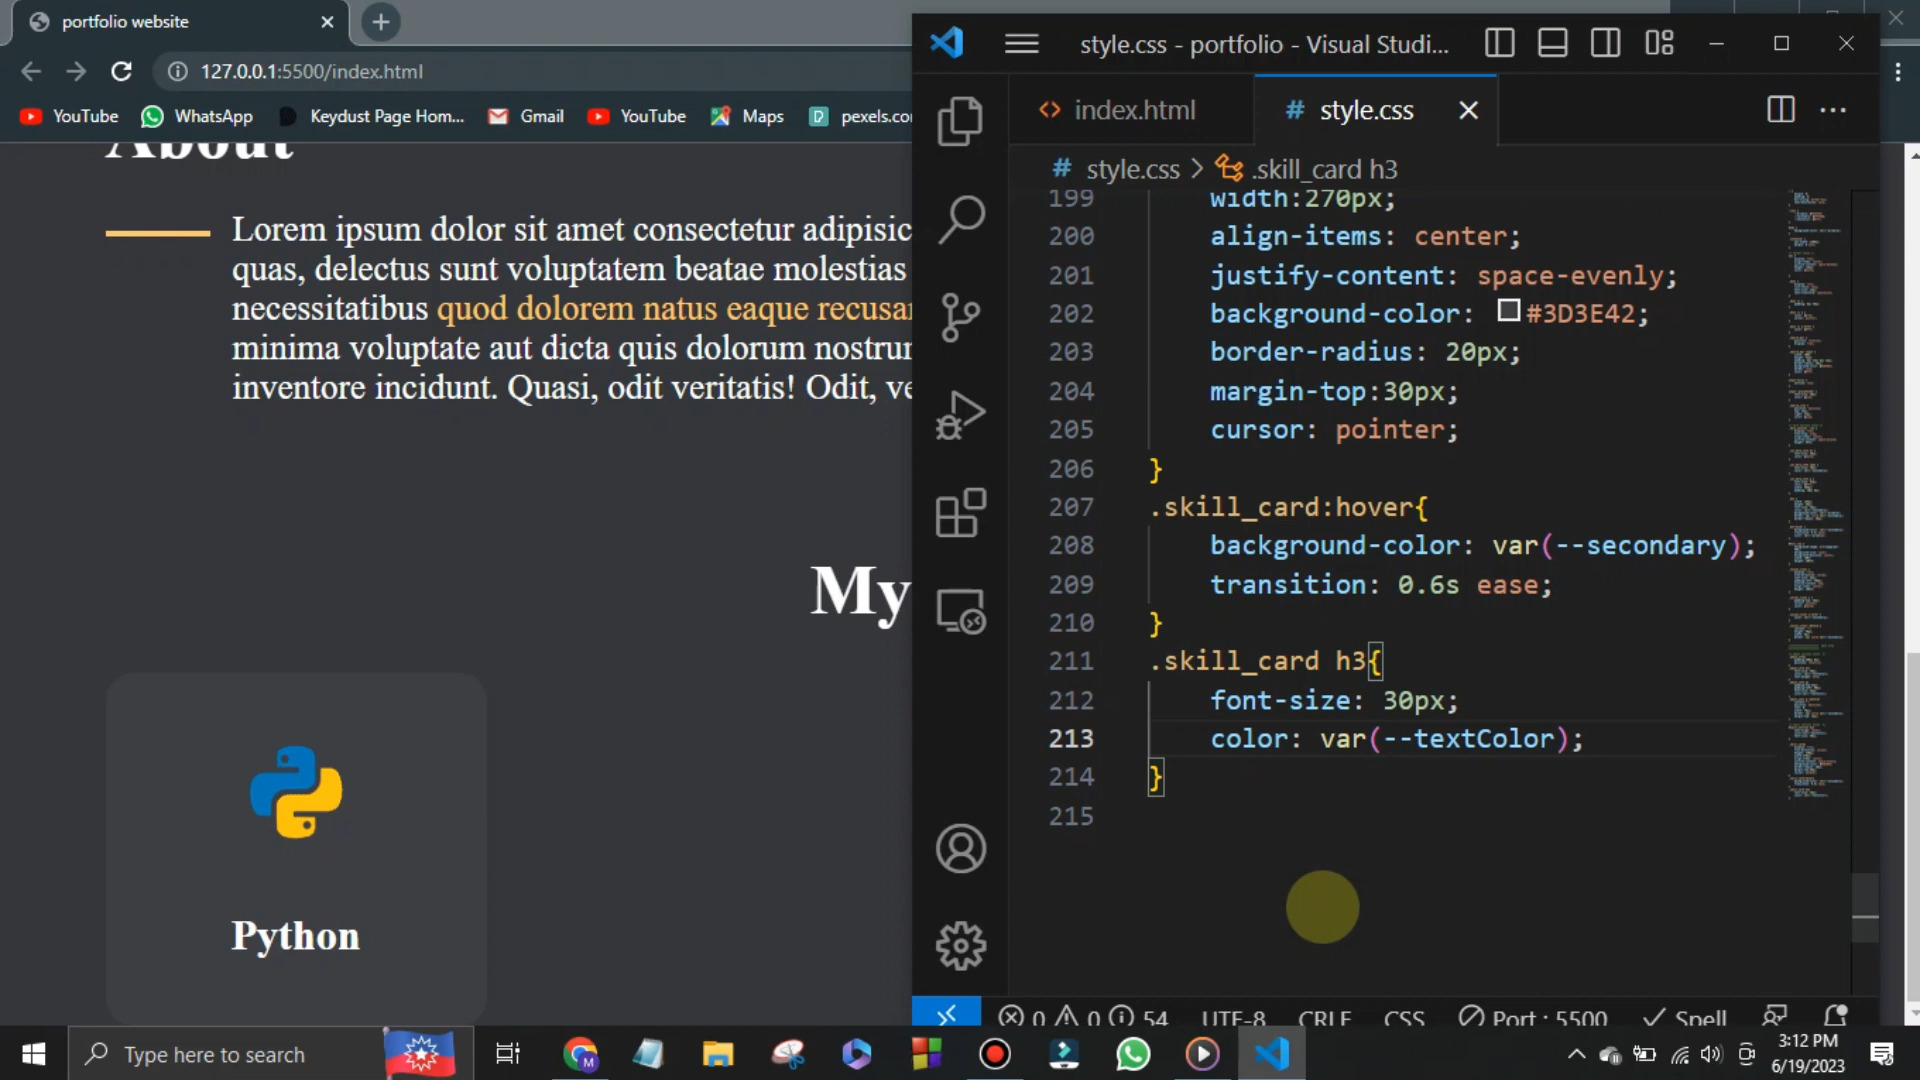 portfolio website
127.0.0.1:5500/index.html
YouTube WhatsApp Keydust Page Hom... Gmail YouTube Maps pexels.co
About
Lorem ipsum dolor sit amet consectetur adipisic
quas, delectus sunt voluptatem beatae molestias
necessitatibus quod dolorem natus eaque recusa
minima voluptate aut dicta quis dolorum nostrur
inventore incidunt. Quasi, odit veritatis! Odit, ve
My
Python
style.css - portfolio - Visual Studi...
index.html
# style.css
# style.css > .skill_card h3
199 width:270px;
200 align-items: center;
201 justify-content: space-evenly;
202 background-color: #3D3E42;
203 border-radius: 20px;
204 margin-top:30px;
205 cursor: pointer;
206 }
207 .skill_card:hover{
208 background-color: var(--secondary);
209 transition: 0.6s ease;
210 }
211 .skill_card h3{
212 font-size: 30px;
213 color: var(--textColor);
214 }
215
0 0 54 UTF-8 CRLF CSS Port : 5500 Spell
Type here to search
3:12 PM
6/19/2023